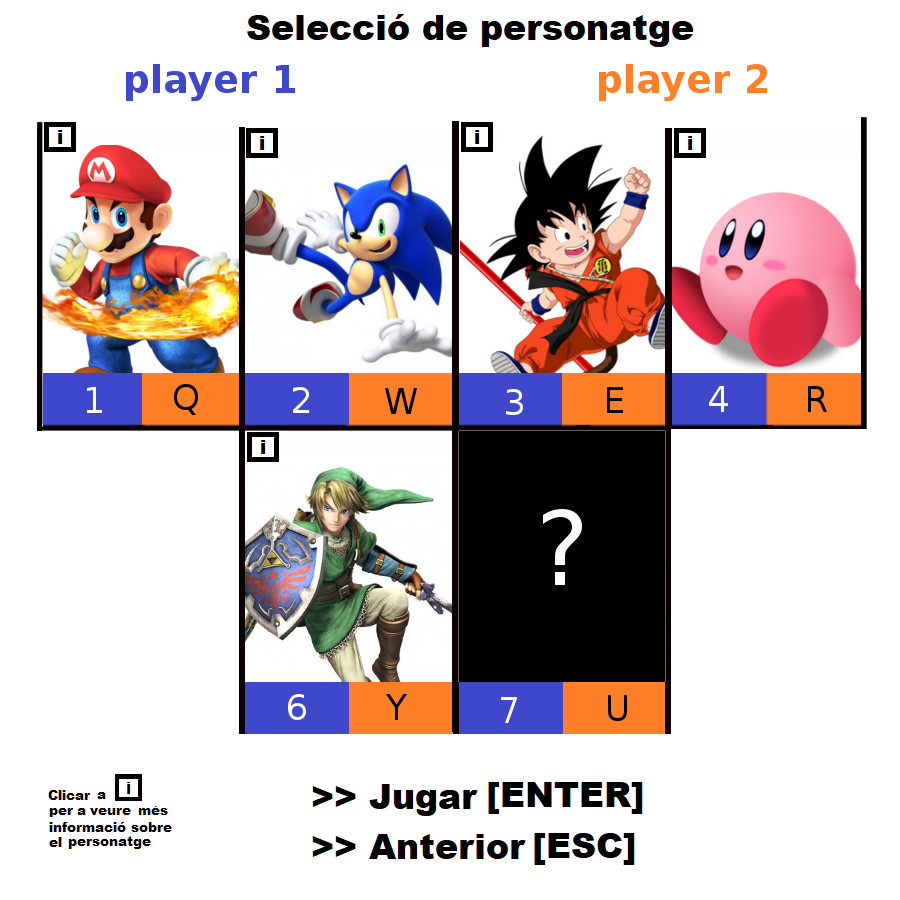 Selecció de personatge
player 1 player 2
i i i i
M
1 Q 2 W 3 E 4 R
i
?
6 Y 7 U
Clicar a i
per a veure més
informació sobre
el personatge
>> Jugar [ENTER]
>> Anterior [ESC]